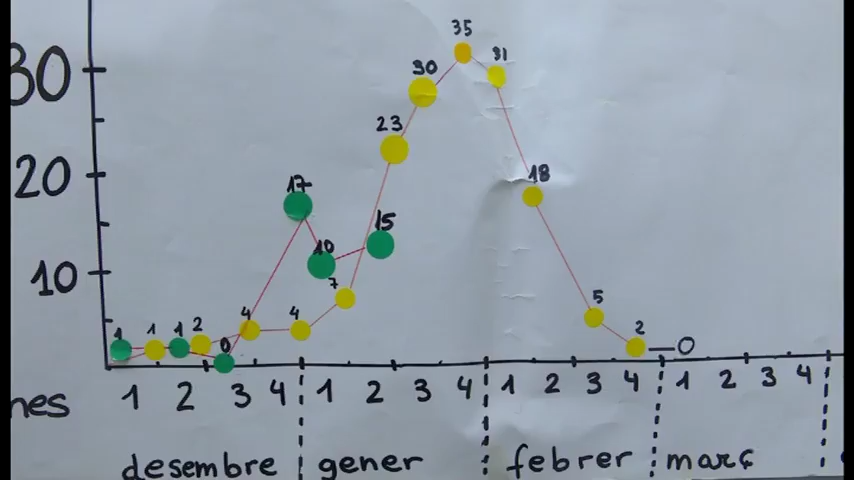 35
30 30 31
23
20 17 18
10 10 15
7
1 1 1 2 0 4 4 5 2 0
1 2 3 4 1 2 3 4 1 2 3 4 1 2 3 4
desembre gener febrer març